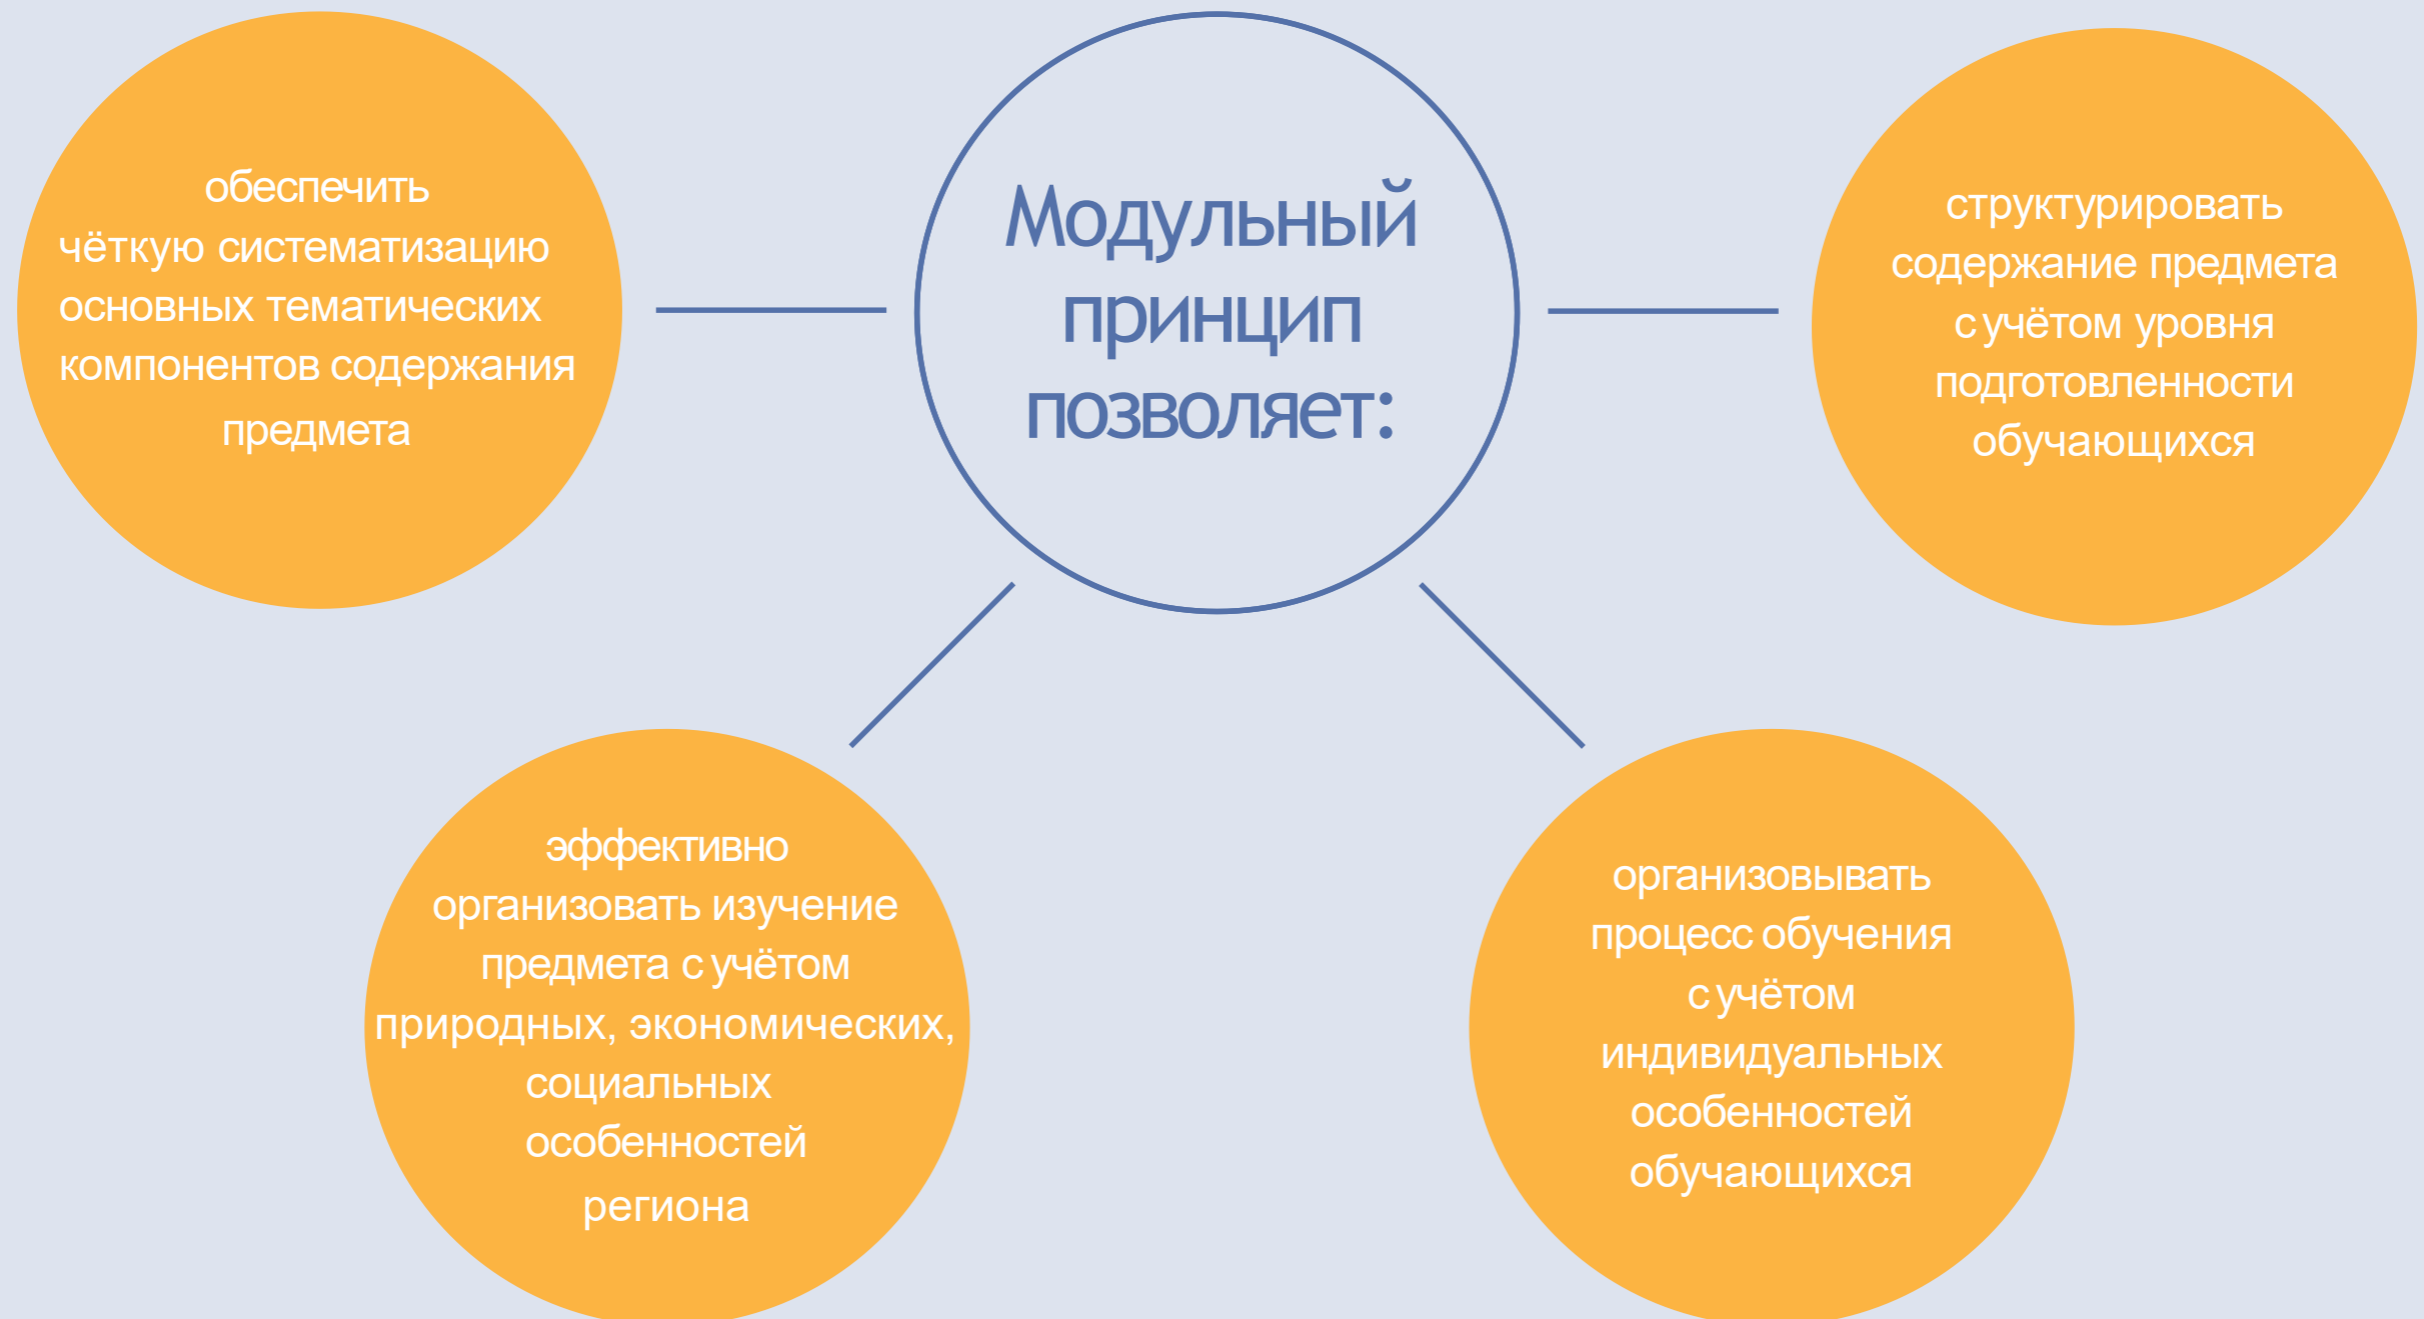 обеспечить
чёткую систематизацию
основных тематических
компонентов содержания
предмета
Модульный
принцип
позволяет:
структурировать
содержание предмета
с учётом уровня
подготовленности
обучающихся
эффективно
организовать изучение
предмета с учётом
природных, экономических,
социальных
особенностей
региона
организовывать
процесс обучения
с учётом
индивидуальных
особенностей
обучающихся